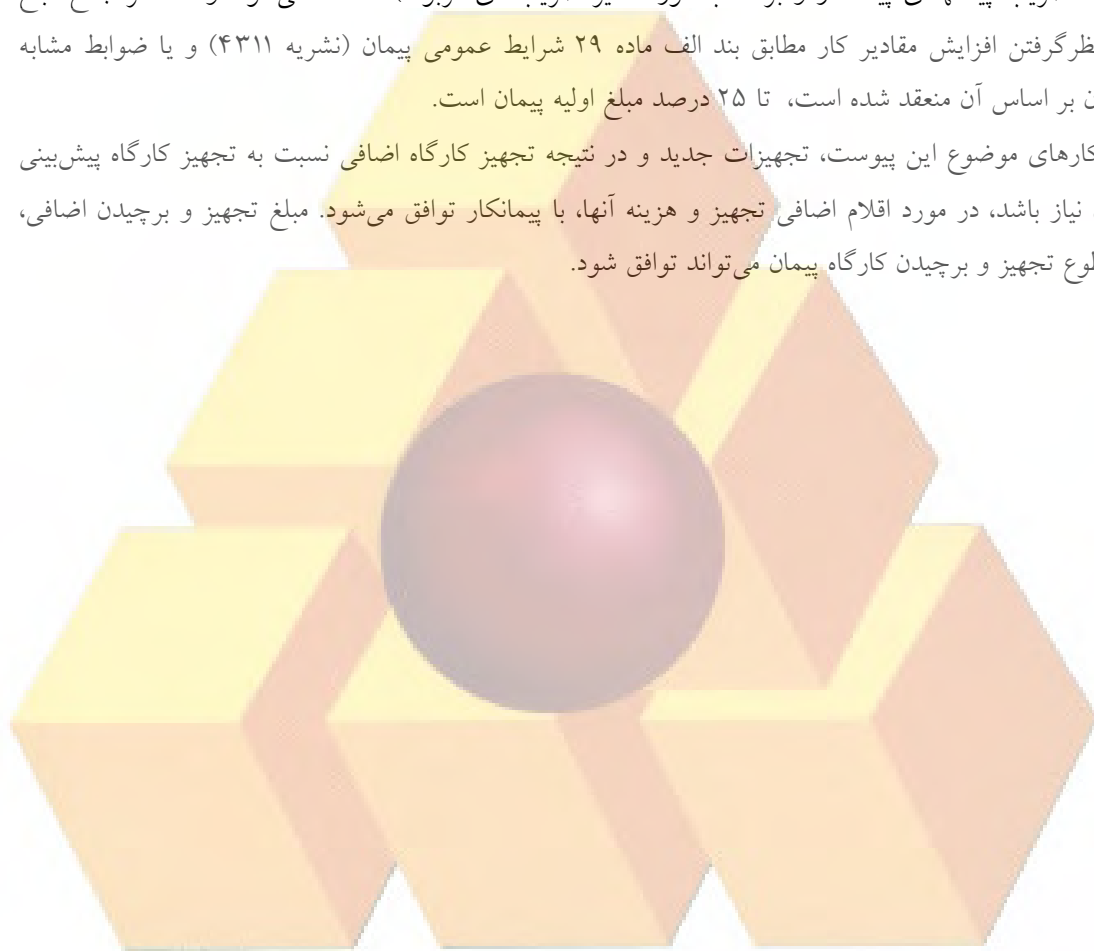 نظرگرفتن افزایش مقادیر کار مطابق بند الف ماده ۲۹ شرایط عمومی پیمان (نشریه ۴۳۱۱) و یا ضوابط مشابه
بر اساس آن منعقد شده است، تا ۲۵ درصد مبلغ اولیه پیمان است.
کارهای موضوع این پیوست، تجهیزات جدید و در نتیجه تجهیز کارگاه اضافی نسبت به تجهیز کارگاه پیش‌بینی
نیاز باشد، در مورد اقلام اضافی تجهیز و هزینه آنها، با پیمانکار توافق می‌شود. مبلغ تجهیز و برچیدن اضافی،
تجهیز و برچیدن کارگاه پیمان می‌تواند توافق شود.